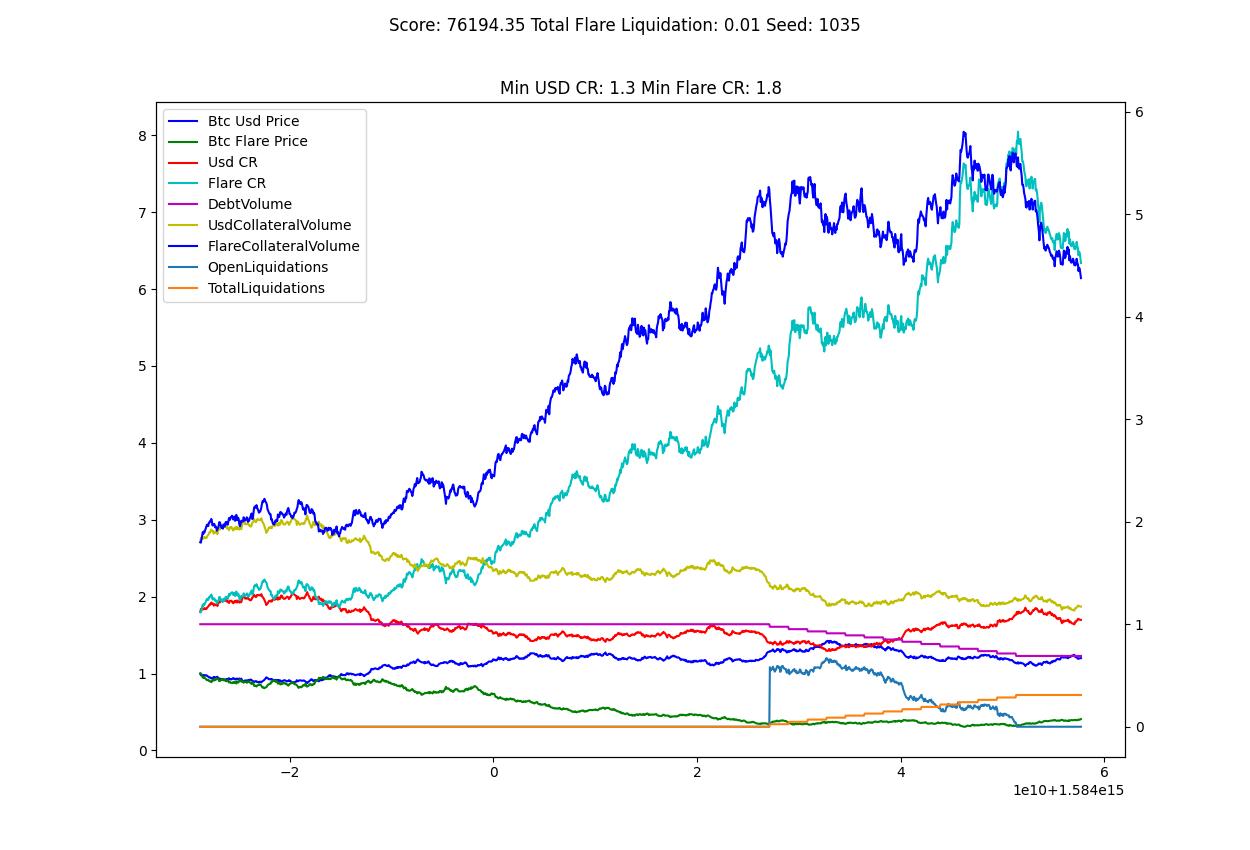 Score: 76194.35 Total Flare Liquidation: 0.01 Seed: 1035
Min USD CR: 1.3 Min Flare CR: 1.8
Btc Usd Price
Btc Flare Price
Usd CR
Flare CR
DebtVolume
UsdCollateralVolume
FlareCollateralVolume
OpenLiquidations
TotalLiquidations
8
7
6
5
4
3
2
1
0
6
5
4
3
2
1
0
−2
0
2
4
6
1e10+1.584e15